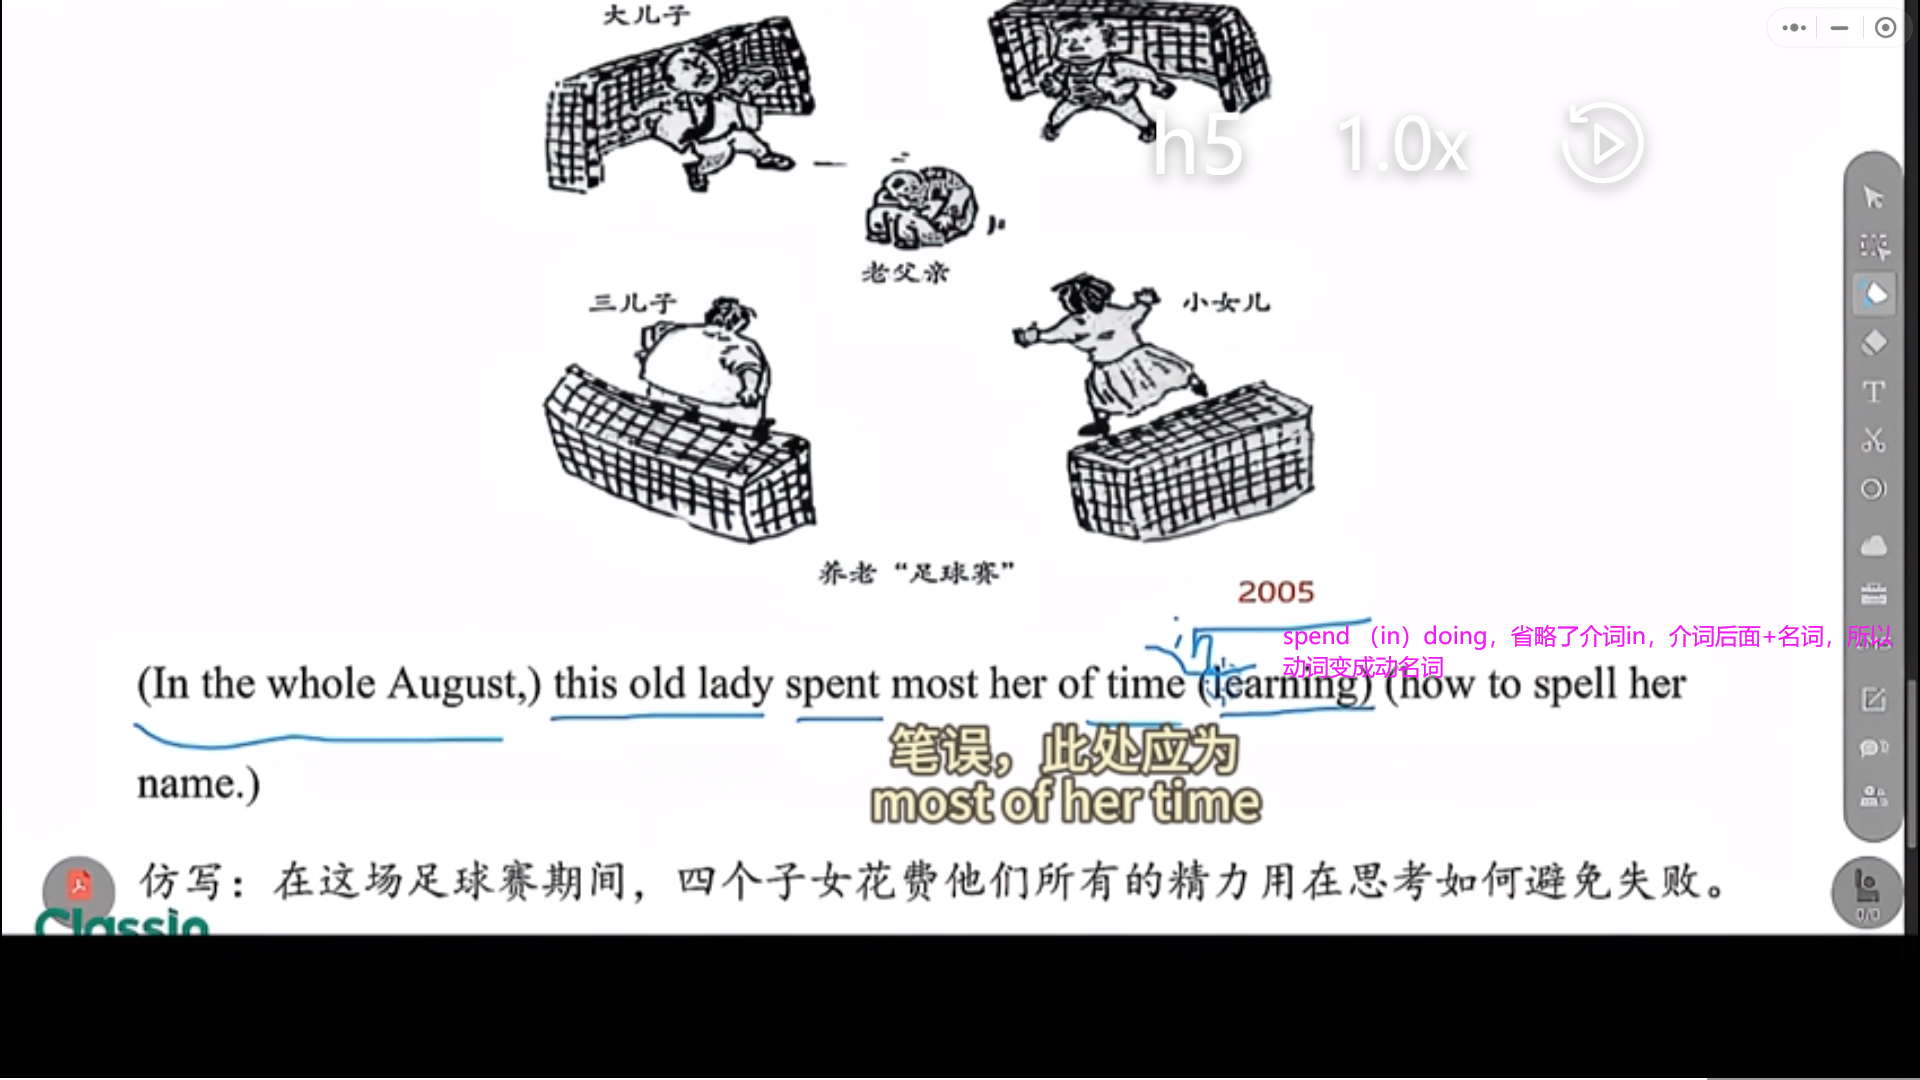 大儿子
h5
1.0x
老父亲
三儿子
小女儿
养老“足球赛”
2005
in
spend （in）doing，省略了介词in，介词后面+名词，所以
动词变成动名词
(In the whole August,) this old lady spent most her of time (learning) (how to spell her
name.)
笔误，此处应为
most of her time
仿写：在这场足球赛期间，四个子女花费他们所有的精力用在思考如何避免失败。
ClassIn
0/0